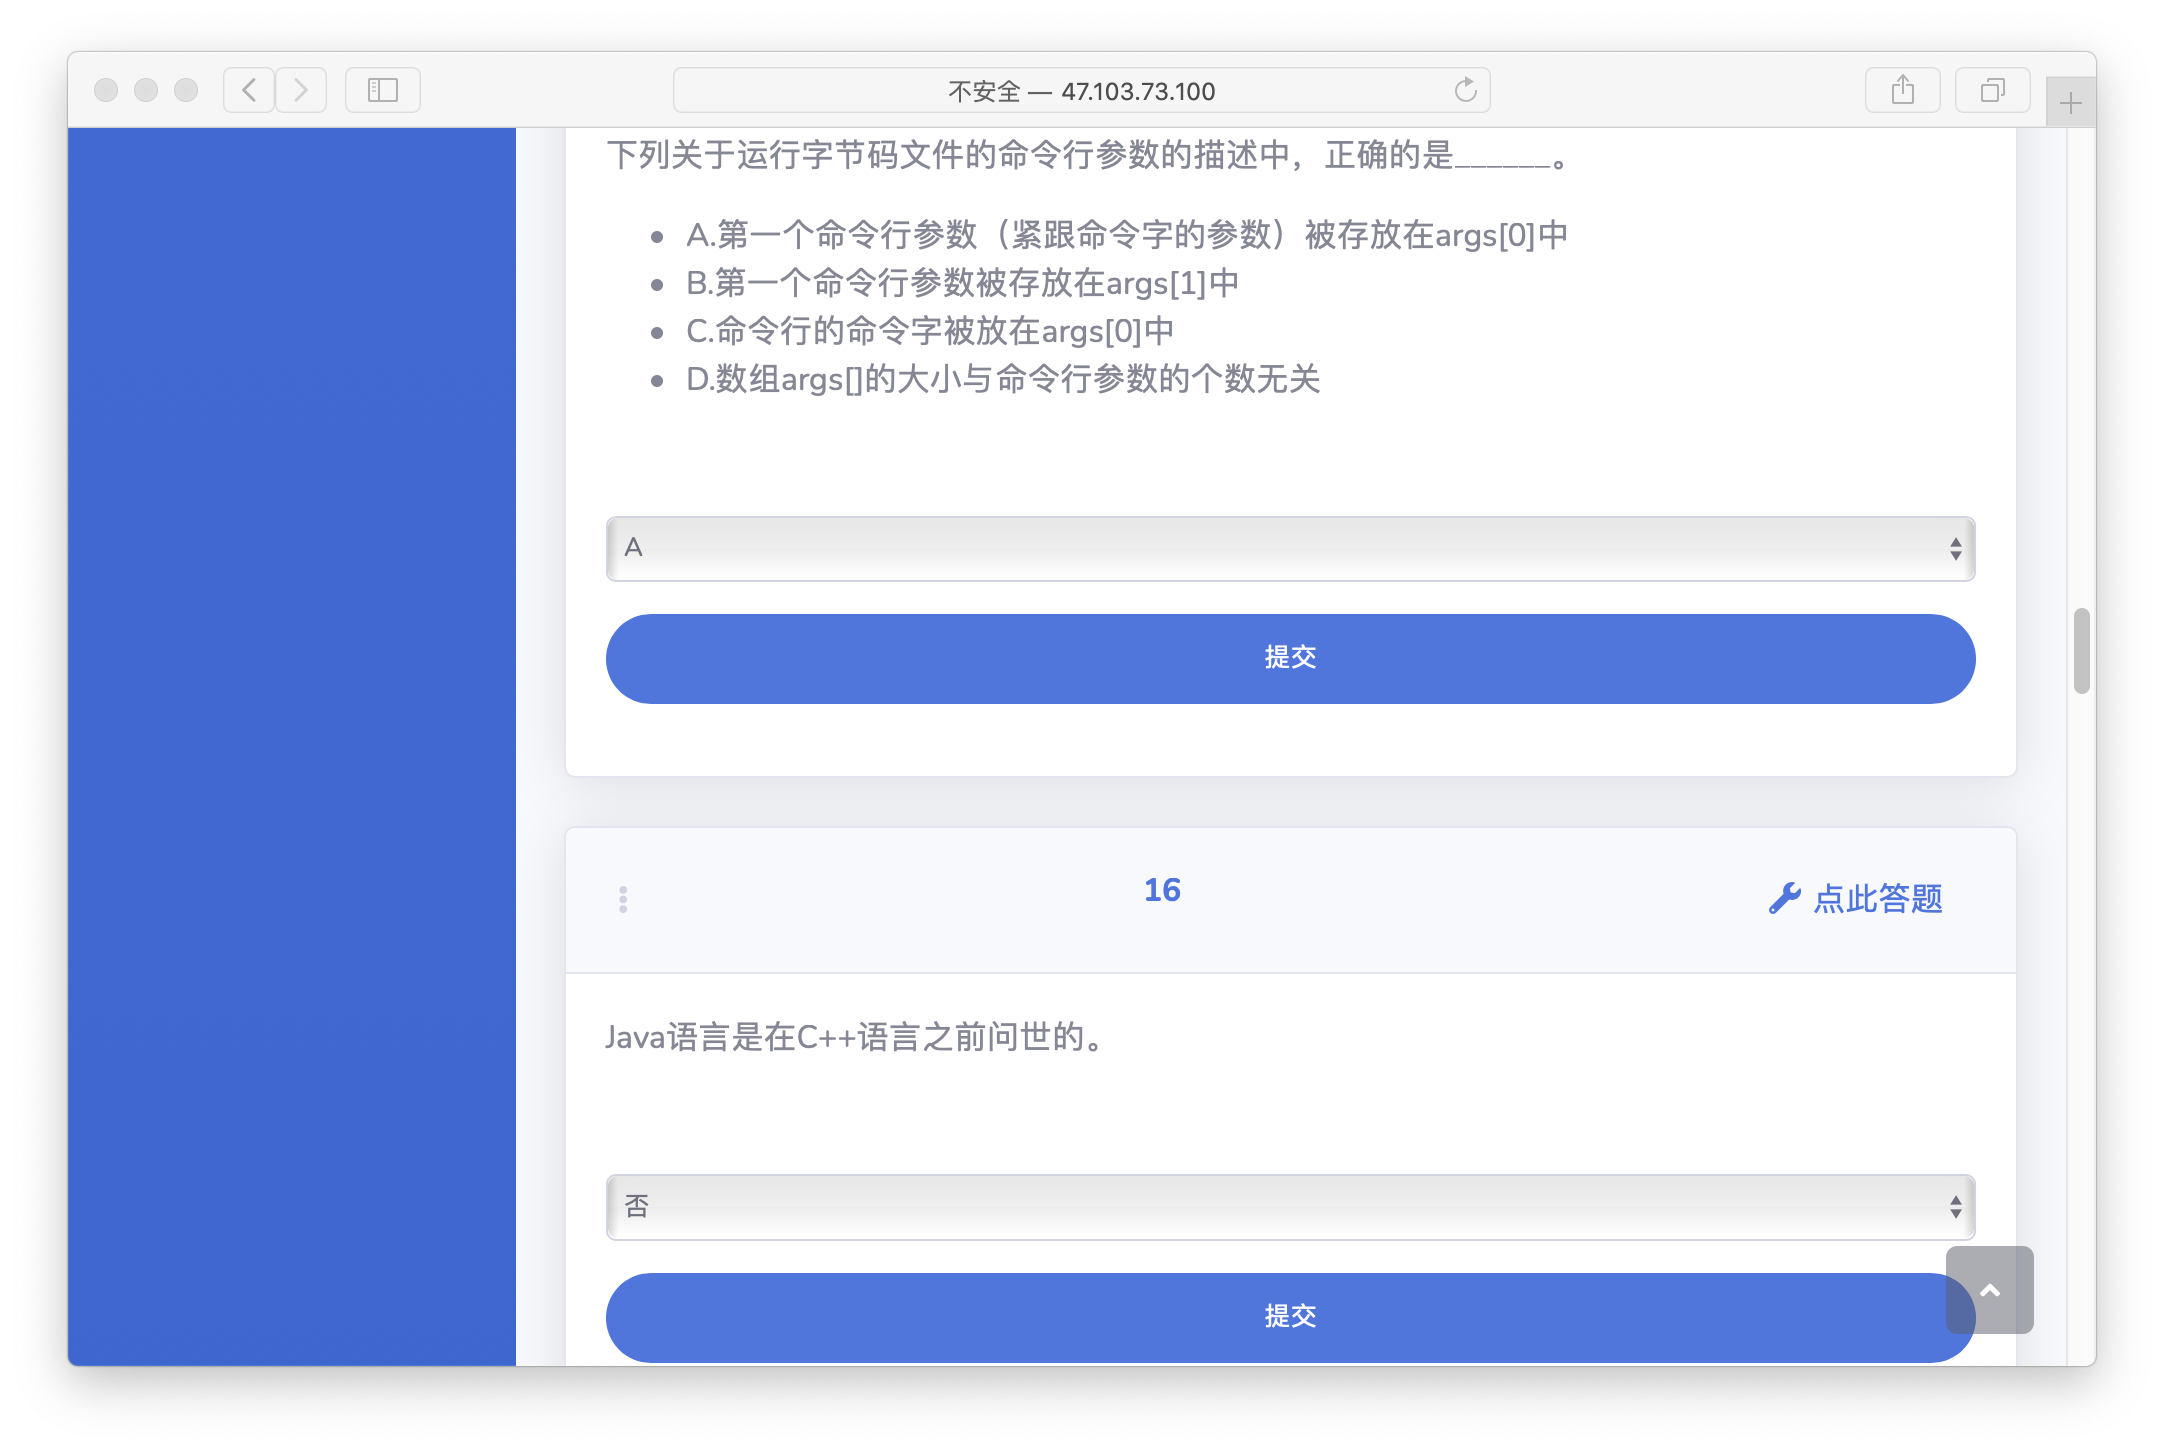 不安全 — 47.103.73.100
下列关于运行字节码文件的命令行参数的描述中，正确的是______。
A.第一个命令行参数（紧跟命令字的参数）被存放在args[0]中
B.第一个命令行参数被存放在args[1]中
C.命令行的命令字被放在args[0]中
D.数组args[]的大小与命令行参数的个数无关
A
提交
16
点此答题
Java语言是在C++语言之前问世的。
否
提交